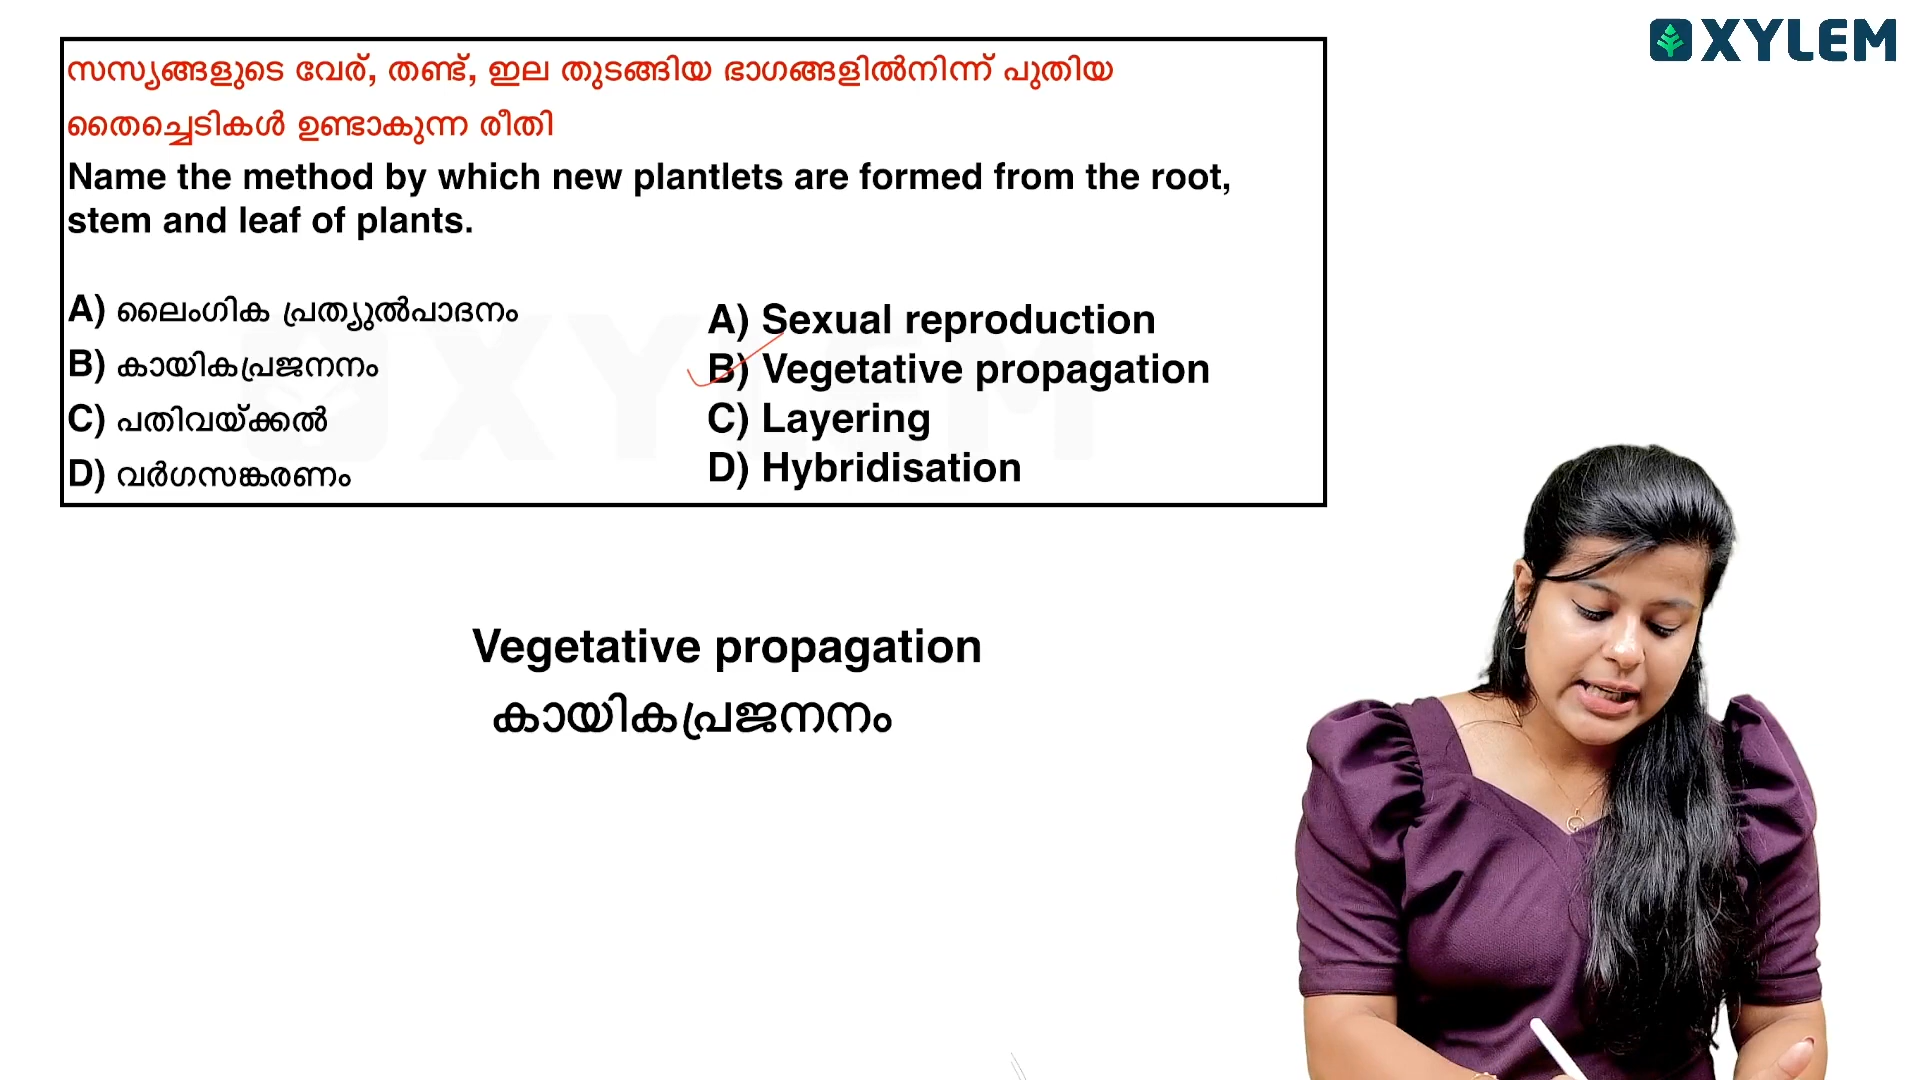 XYLEM
സസ്യങ്ങളുടെ വേര്, തണ്ട്, ഇല തുടങ്ങിയ ഭാഗങ്ങളിൽനിന്ന് പുതിയ
തൈച്ചെടികൾ ഉണ്ടാകുന്ന രീതി
Name the method by which new plantlets are formed from the root,
stem and leaf of plants.
A) ലൈംഗിക പ്രത്യുൽപാദനം
B) കായികപ്രജനനം
C) പതിവയ്ക്കൽ
D) വർഗസങ്കരണം
A) Sexual reproduction
B) Vegetative propagation
C) Layering
D) Hybridisation
XYLEM
Vegetative propagation
കായികപ്രജനനം